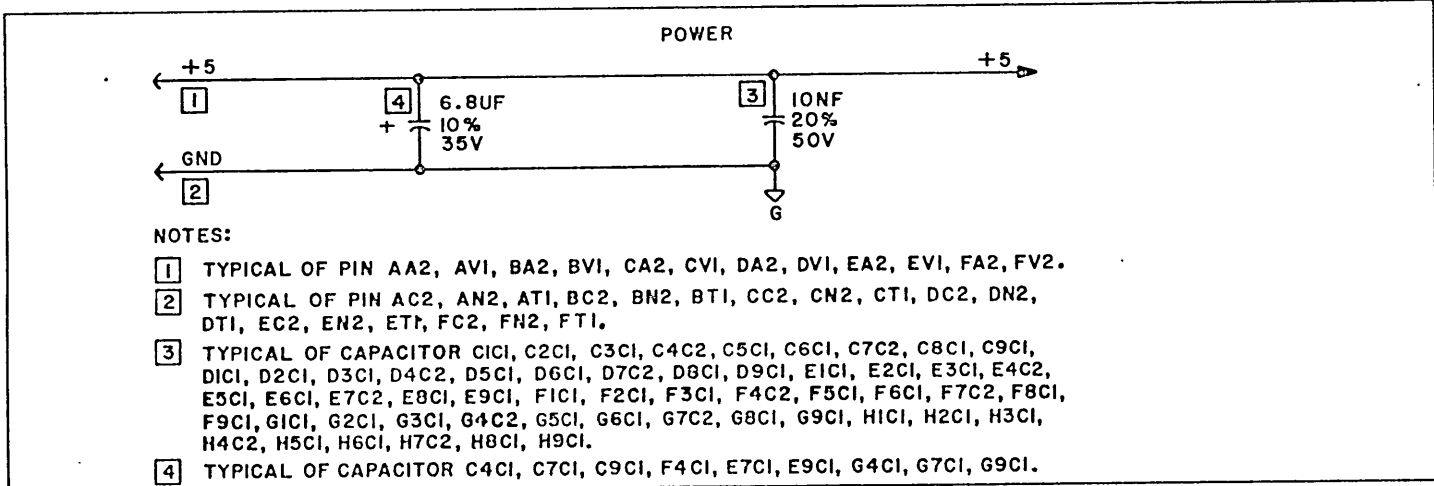 POWER
+5
+5
1
4
6.8UF
3
10NF
+
10%
20%
35V
50V
GND
2
G
NOTES:
1 TYPICAL OF PIN AA2, AV1, BA2, BV1, CA2, CV1, DA2, DV1, EA2, EV1, FA2, FV2.
2 TYPICAL OF PIN AC2, AN2, AT1, BC2, BN2, BT1, CC2, CN2, CT1, DC2, DN2,
DT1, EC2, EN2, ET1, FC2, FN2, FT1.
3 TYPICAL OF CAPACITOR C1C1, C2C1, C3C1, C4C2, C5C1, C6C1, C7C2, C8C1, C9C1,
D1C1, D2C1, D3C1, D4C2, D5C1, D6C1, D7C2, D8C1, D9C1, E1C1, E2C1, E3C1, E4C2,
E5C1, E6C1, E7C2, E8C1, E9C1, F1C1, F2C1, F3C1, F4C2, F5C1, F6C1, F7C2, F8C1,
F9C1, G1C1, G2C1, G3C1, G4C2, G5C1, G6C1, G7C2, G8C1, G9C1, H1C1, H2C1, H3C1,
H4C2, H5C1, H6C1, H7C2, H8C1, H9C1.
4 TYPICAL OF CAPACITOR C4C1, C7C1, C9C1, F4C1, E7C1, E9C1, G4C1, G7C1, G9C1.